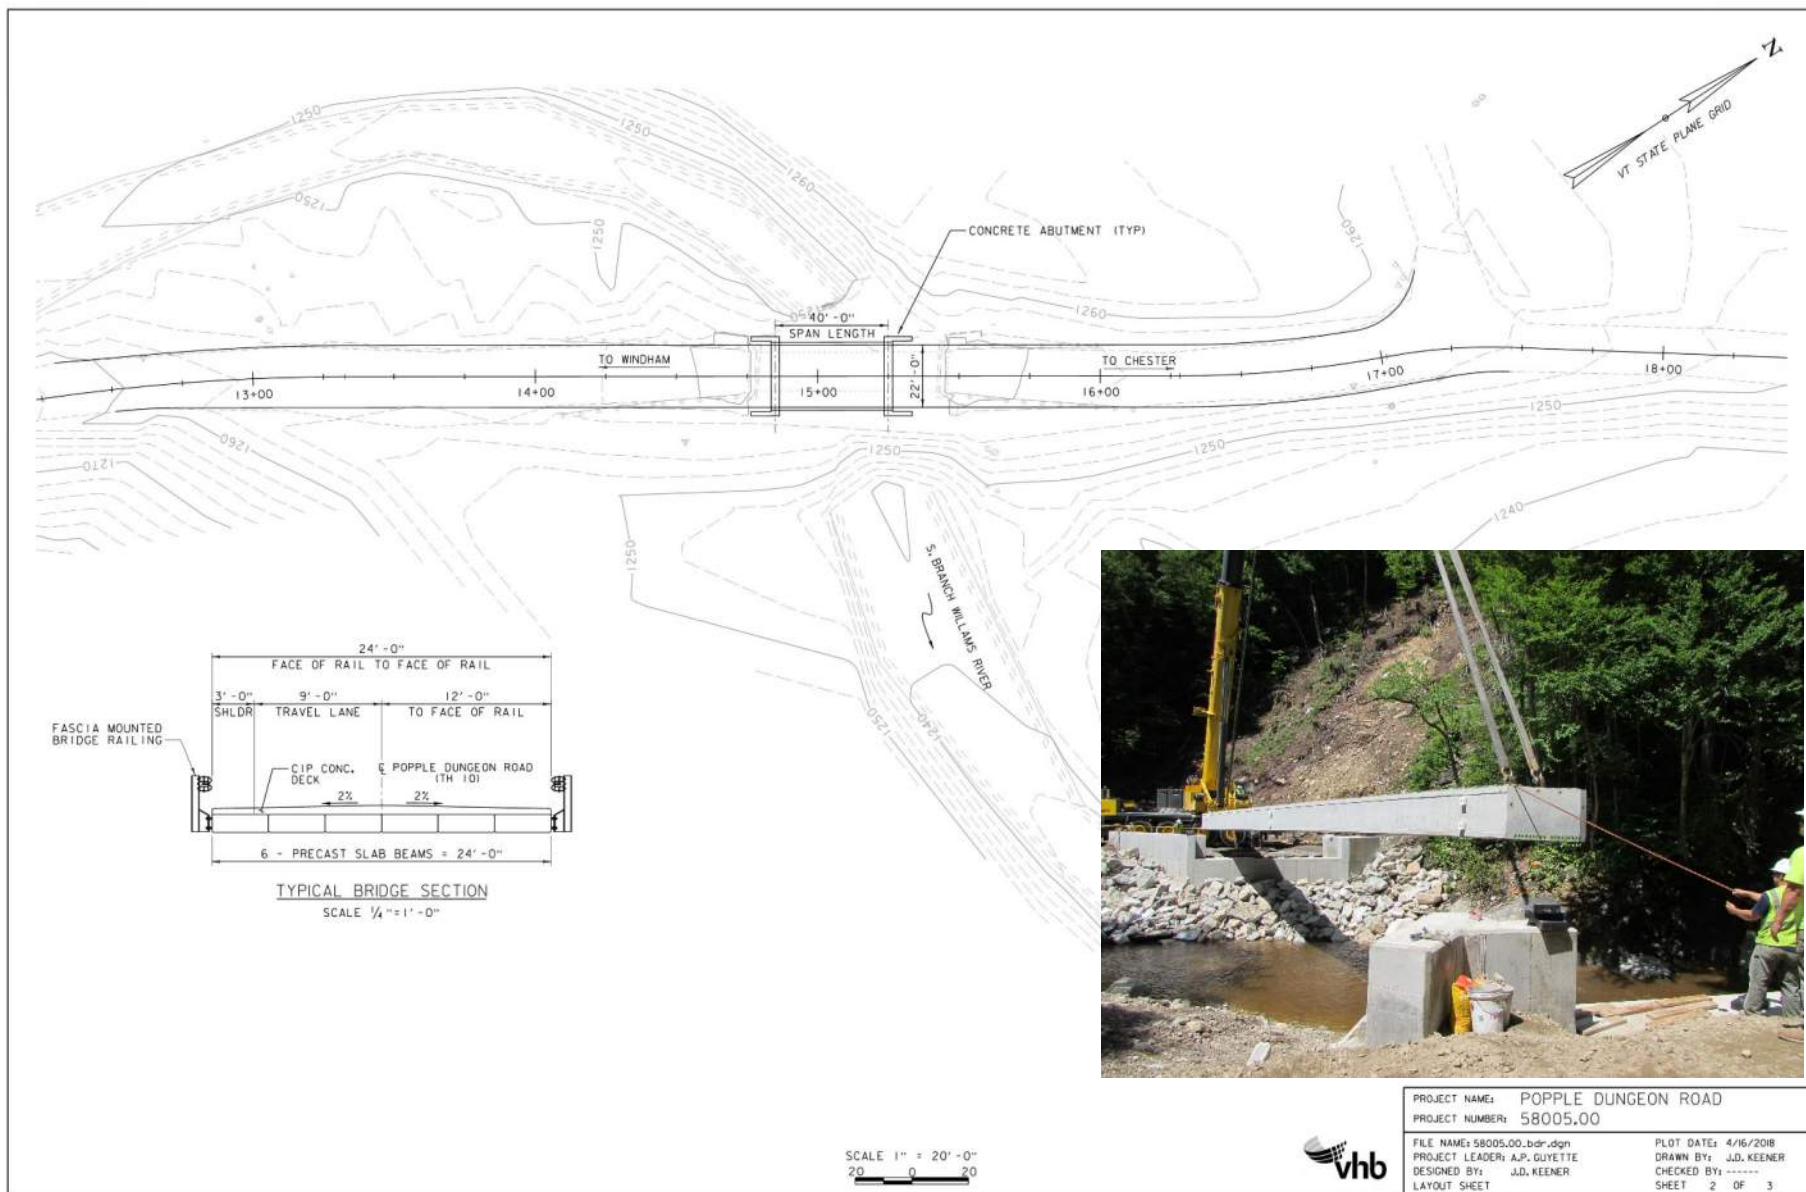 N
VT STATE PLANE GRID
1250
1250
1260
1250
1250
1260
1260
1250
CONCRETE ABUTMENT (TYP)
40'-0"
SPAN LENGTH
TO WINDHAM
TO CHESTER
22'-0"
13+00
14+00
15+00
16+00
17+00
18+00
1260
1270
1250
1250
1250
1240
1250
S. BRANCH WILLAMS RIVER
1250
1240
24'-0"
FACE OF RAIL TO FACE OF RAIL
3'-0" 9'-0" 12'-0"
SHLDR TRAVEL LANE TO FACE OF RAIL
FASCIA MOUNTED
BRIDGE RAILING
CIP CONC.
DECK
℄ POPPLE DUNGEON ROAD
(TH 10)
2% 2%
6 - PRECAST SLAB BEAMS = 24'-0"
TYPICAL BRIDGE SECTION
SCALE 1/4"=1'-0"
SCALE 1" = 20'-0"
20 0 20
vhb
PROJECT NAME: POPPLE DUNGEON ROAD
PROJECT NUMBER: 58005.00
FILE NAME: 58005.00_bdr.dgn PLOT DATE: 4/16/2018
PROJECT LEADER: A.P. GUYETTE DRAWN BY: J.D. KEENER
DESIGNED BY: J.D. KEENER CHECKED BY: ------
LAYOUT SHEET SHEET 2 OF 3